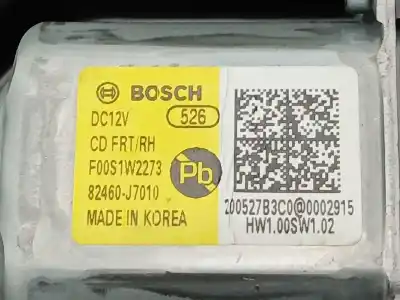 BOSCH
DC12V 526
CD FRT/RH
F00S1W2273
Pb
82460-J7010
MADE IN KOREA
200527B3C0@0002915
HW1.00SW1.02